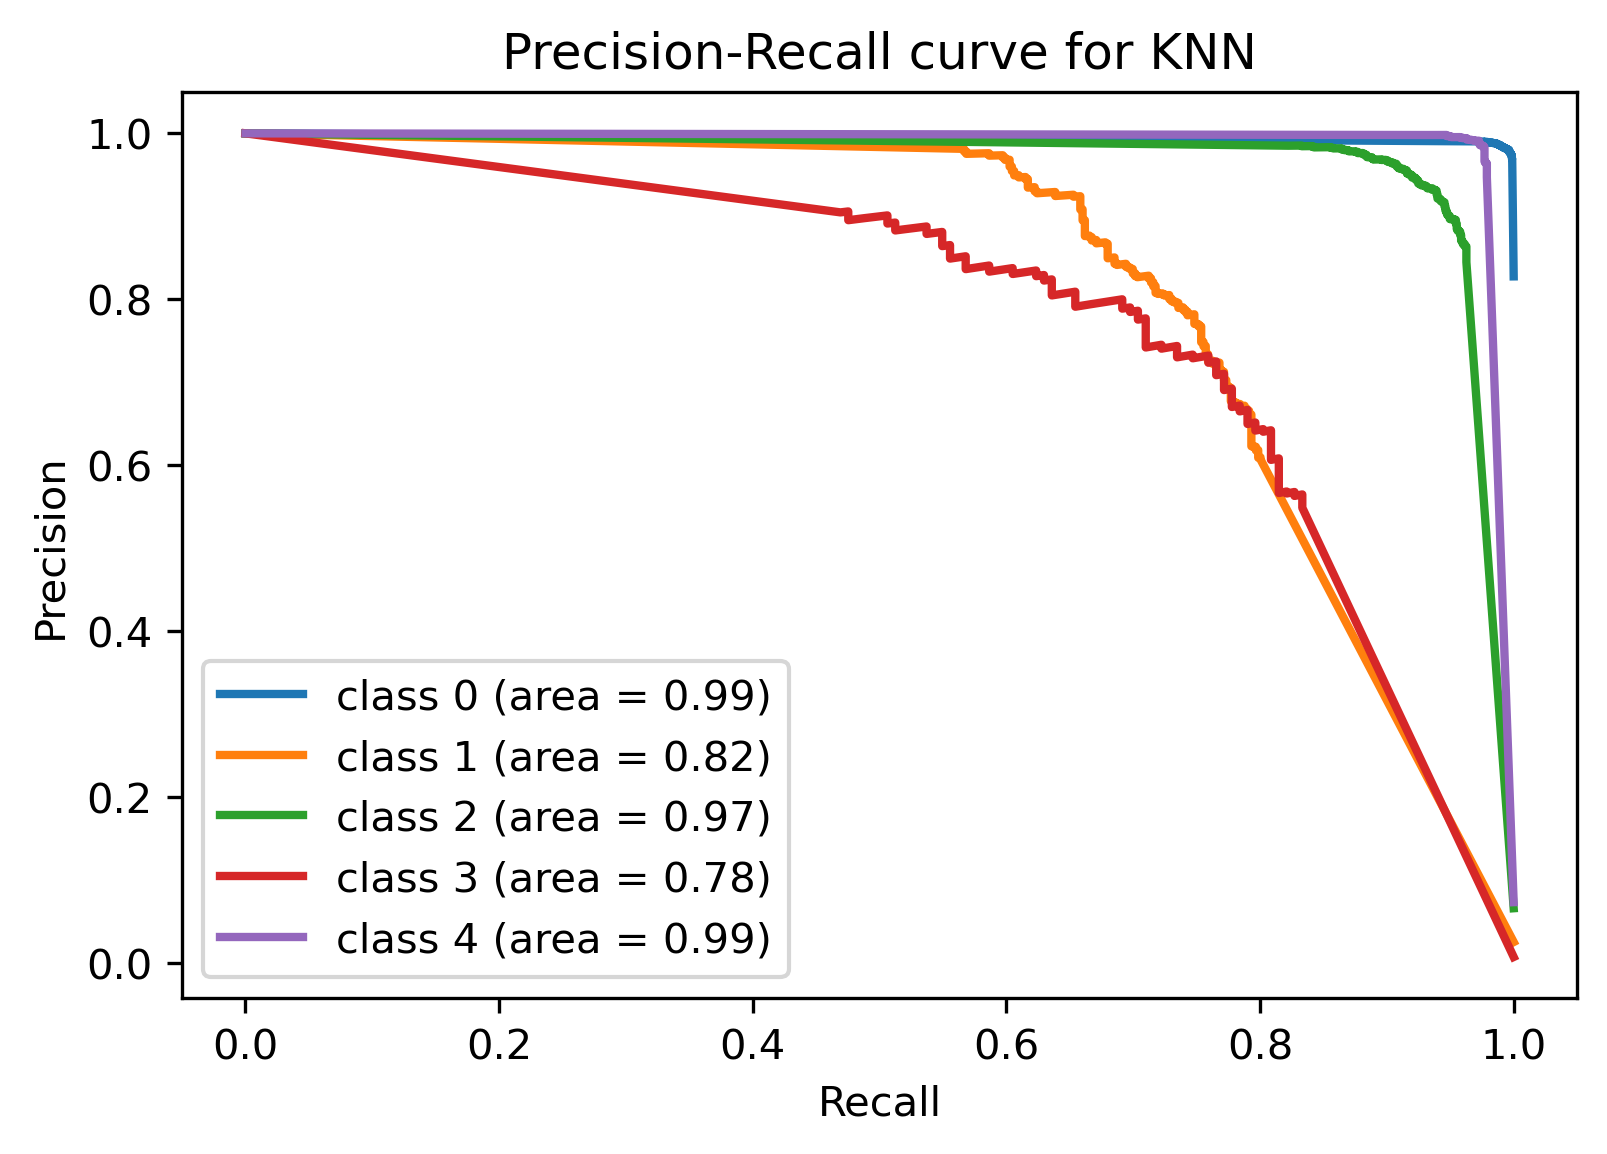 Precision-Recall curve for KNN
1.0
0.8
0.6
0.4
0.2
0.0
Precision
class 0 (area = 0.99)
class 1 (area = 0.82)
class 2 (area = 0.97)
class 3 (area = 0.78)
class 4 (area = 0.99)
0.0 0.2 0.4 0.6 0.8 1.0
Recall